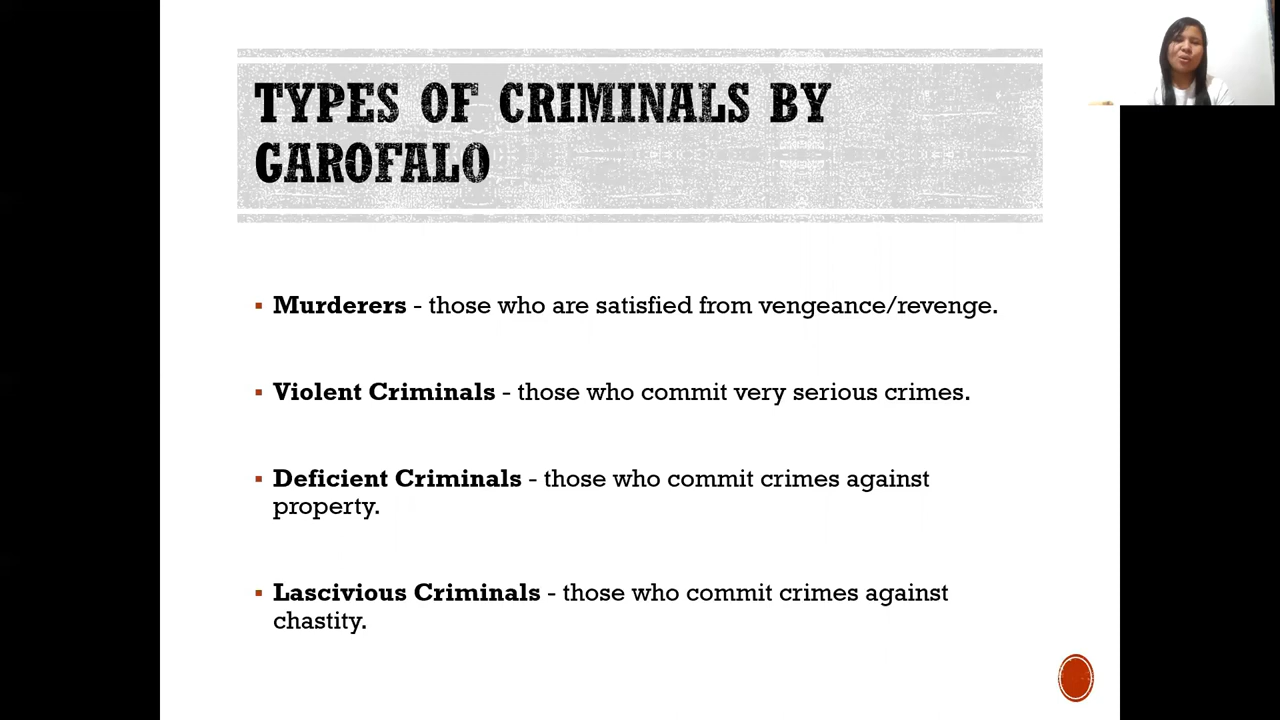 TYPES OF CRIMINALS BY
GAROFALO
▪ Murderers - those who are satisfied from vengeance/revenge.
▪ Violent Criminals - those who commit very serious crimes.
▪ Deficient Criminals - those who commit crimes against
property.
▪ Lascivious Criminals - those who commit crimes against
chastity.